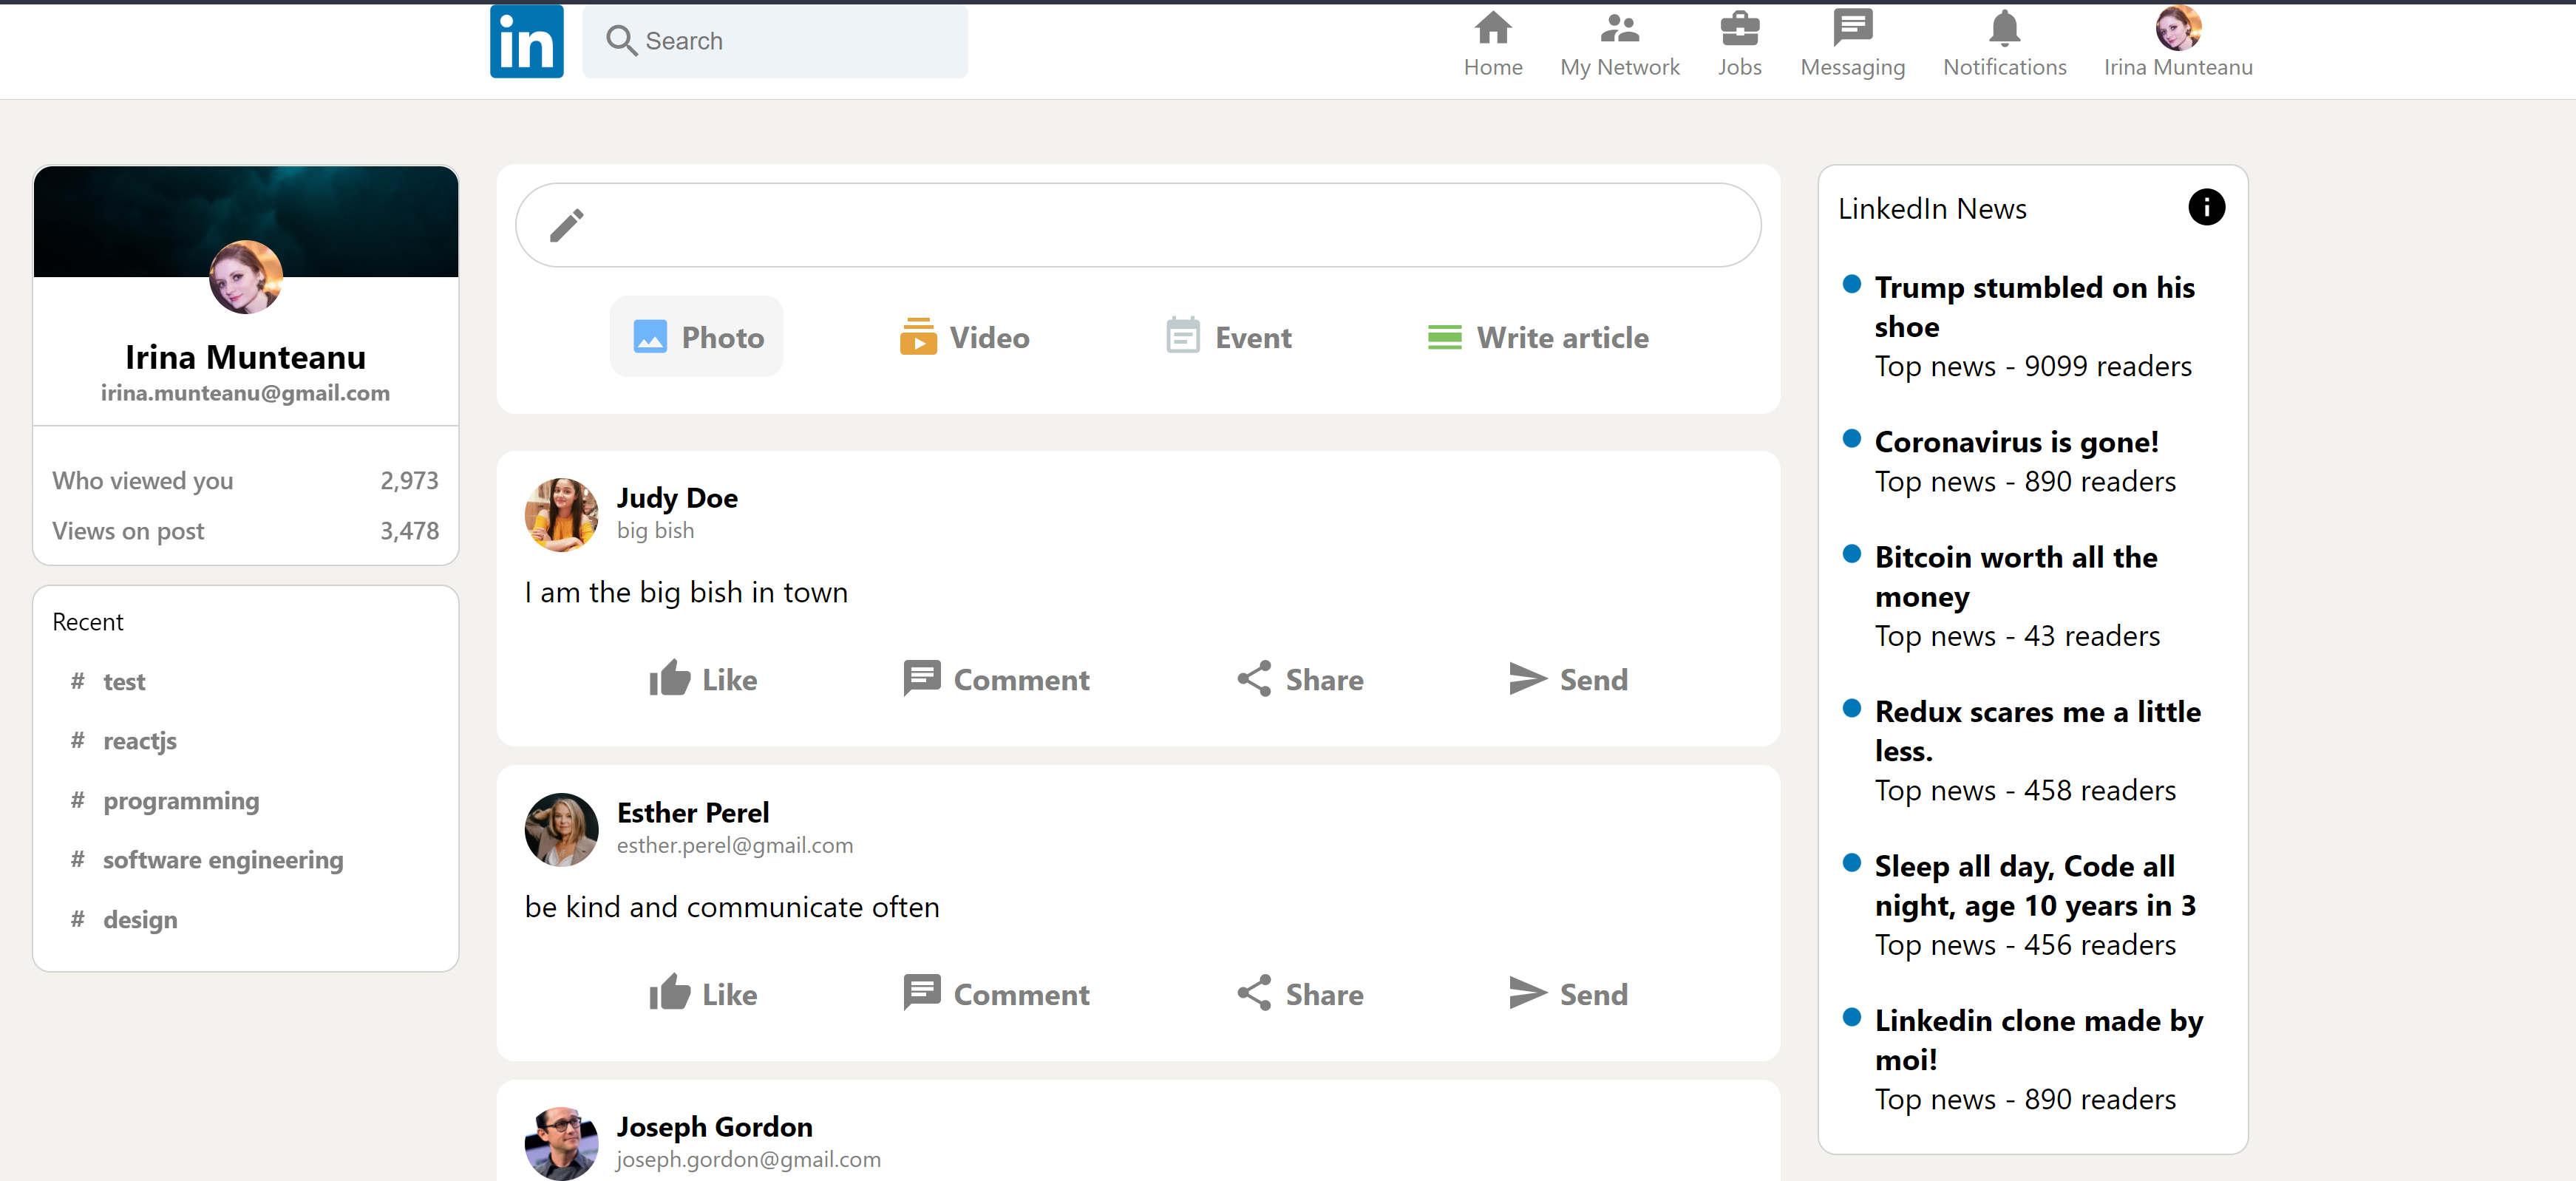 in
Search
Home
My Network
Jobs
Messaging
Notifications
Irina Munteanu
Irina Munteanu
irina.munteanu@gmail.com
Who viewed you 2,973
Views on post 3,478
Recent
# test
# reactjs
# programming
# software engineering
# design
Photo
Video
Event
Write article
Judy Doe
big bish
I am the big bish in town
Like
Comment
Share
Send
Esther Perel
esther.perel@gmail.com
be kind and communicate often
Like
Comment
Share
Send
Joseph Gordon
joseph.gordon@gmail.com
LinkedIn News
Trump stumbled on his
shoe
Top news - 9099 readers
Coronavirus is gone!
Top news - 890 readers
Bitcoin worth all the
money
Top news - 43 readers
Redux scares me a little
less.
Top news - 458 readers
Sleep all day, Code all
night, age 10 years in 3
Top news - 456 readers
Linkedin clone made by
moi!
Top news - 890 readers